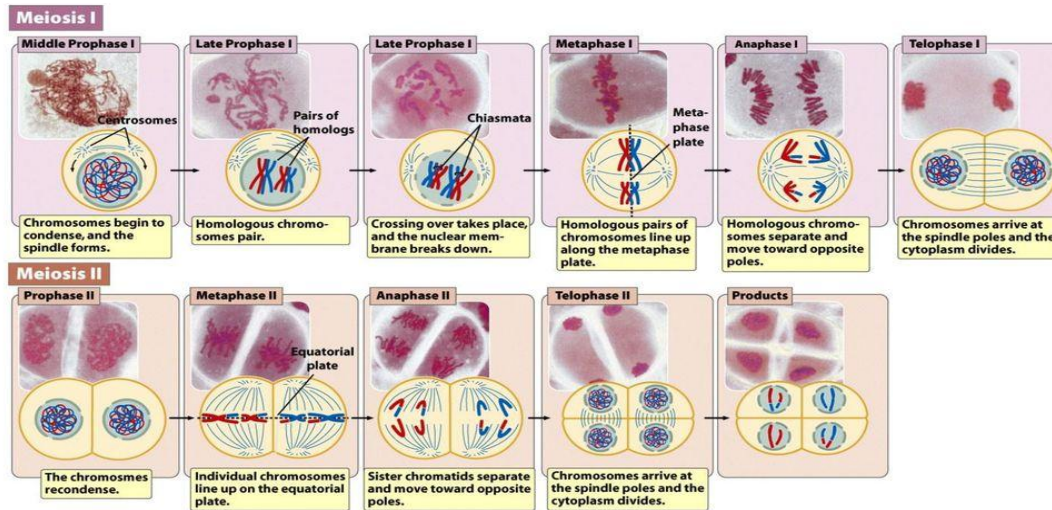 Meiosis I
Middle Prophase I
Late Prophase I
Late Prophase I
Metaphase I
Anaphase I
Telophase I
Centrosomes
Pairs of
homologs
Chiasmata
Meta-
phase
plate
Chromosomes begin to
condense, and the
spindle forms.
Homologous chromo-
somes pair.
Crossing over takes place,
and the nuclear mem-
brane breaks down.
Homologous pairs of
chromosomes line up
along the metaphase
plate.
Homologous chromo-
somes separate and
move toward opposite
poles.
Chromosomes arrive at
the spindle poles and the
cytoplasm divides.
Meiosis II
Prophase II
Metaphase II
Anaphase II
Telophase II
Products
Equatorial
plate
The chromosmes
recondense.
Individual chromosomes
line up on the equatorial
plate.
Sister chromatids separate
and move toward opposite
poles.
Chromosomes arrive at
the spindle poles and the
cytoplasm divides.